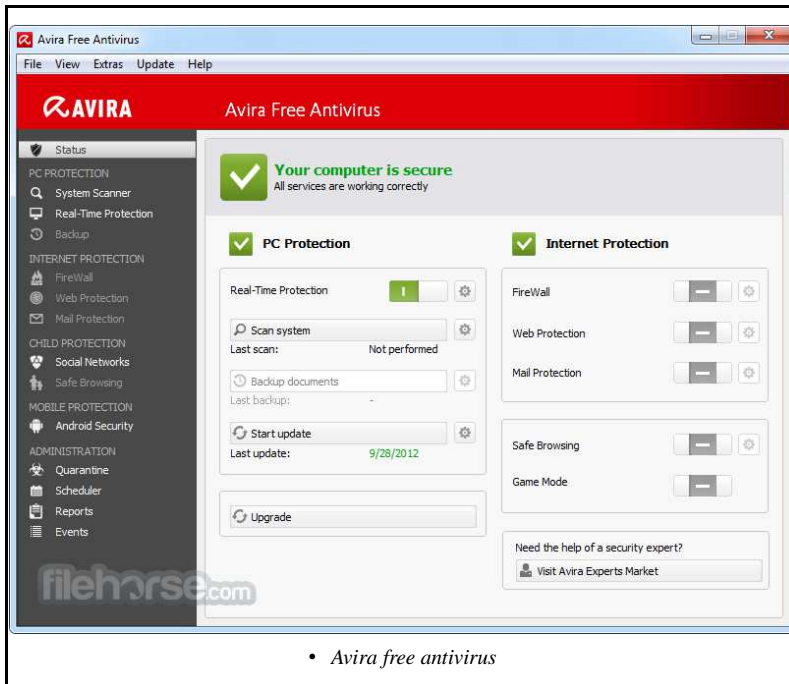 Avira Free Antivirus
File View Extras Update Help
AVIRA Avira Free Antivirus
Status
PC PROTECTION
System Scanner
Real-Time Protection
Backup
INTERNET PROTECTION
FireWall
Web Protection
Mail Protection
CHILD PROTECTION
Social Networks
Safe Browsing
MOBILE PROTECTION
Android Security
ADMINISTRATION
Quarantine
Scheduler
Reports
Events
Your computer is secure
All services are working correctly
PC Protection
Real-Time Protection
Scan system
Last scan: Not performed
Backup documents
Last backup: -
Start update
Last update: 9/28/2012
Upgrade
Internet Protection
FireWall
Web Protection
Mail Protection
Safe Browsing
Game Mode
Need the help of a security expert?
Visit Avira Experts Market
filehorse.com
• Avira free antivirus